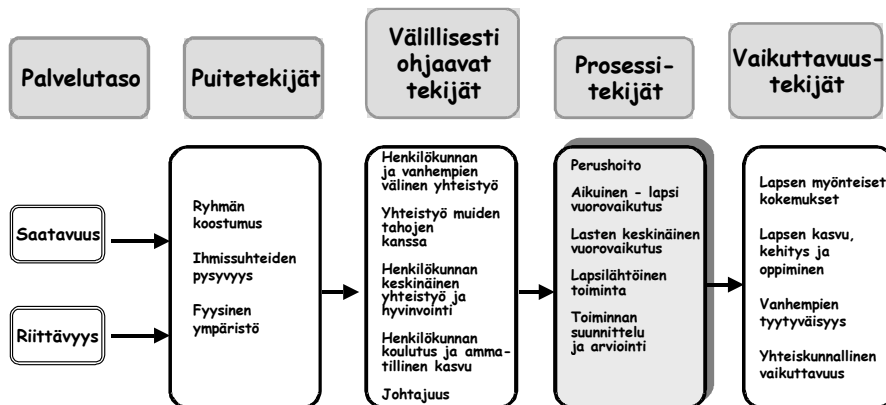 Palvelutaso
Puitetekijät
Välillisesti
ohjaavat
tekijät
Prosessi-
tekijät
Vaikuttavuus-
tekijät
Saatavuus
Riittävyys
Ryhmän
koostumus
Ihmissuhteiden
pysyvyys
Fyysinen
ympäristö
Henkilökunnan
ja vanhempien
välinen yhteistyö
Yhteistyö muiden
tahojen
kanssa
Henkilökunnan
keskinäinen
yhteistyö ja
hyvinvointi
Henkilökunnan
koulutus ja amma-
tillinen kasvu
Johtajuus
Perushoito
Aikuinen - lapsi
vuorovaikutus
Lasten keskinäinen
vuorovaikutus
Lapsilähtöinen
toiminta
Toiminnan
suunnittelu
ja arviointi
Lapsen myönteiset
kokemukset
Lapsen kasvu,
kehitys ja
oppiminen
Vanhempien
tyytyväisyys
Yhteiskunnallinen
vaikuttavuus